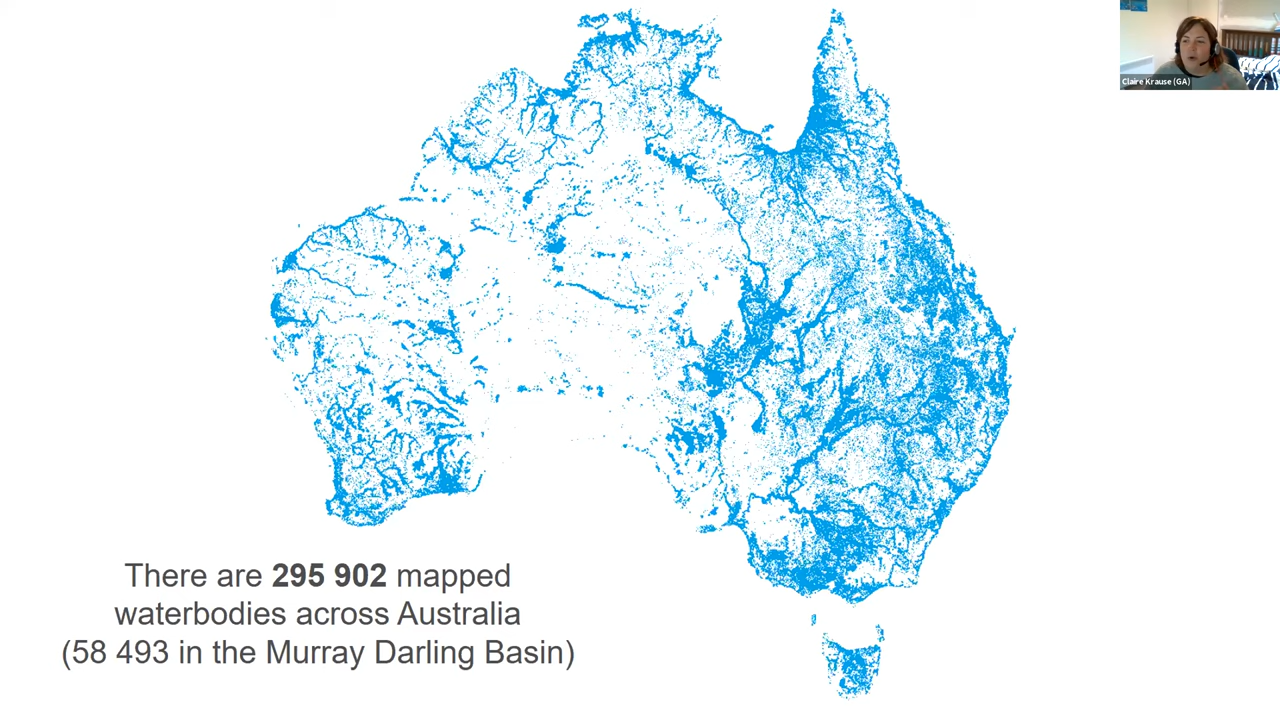 Claire Krause (GA)
There are 295 902 mapped
waterbodies across Australia
(58 493 in the Murray Darling Basin)